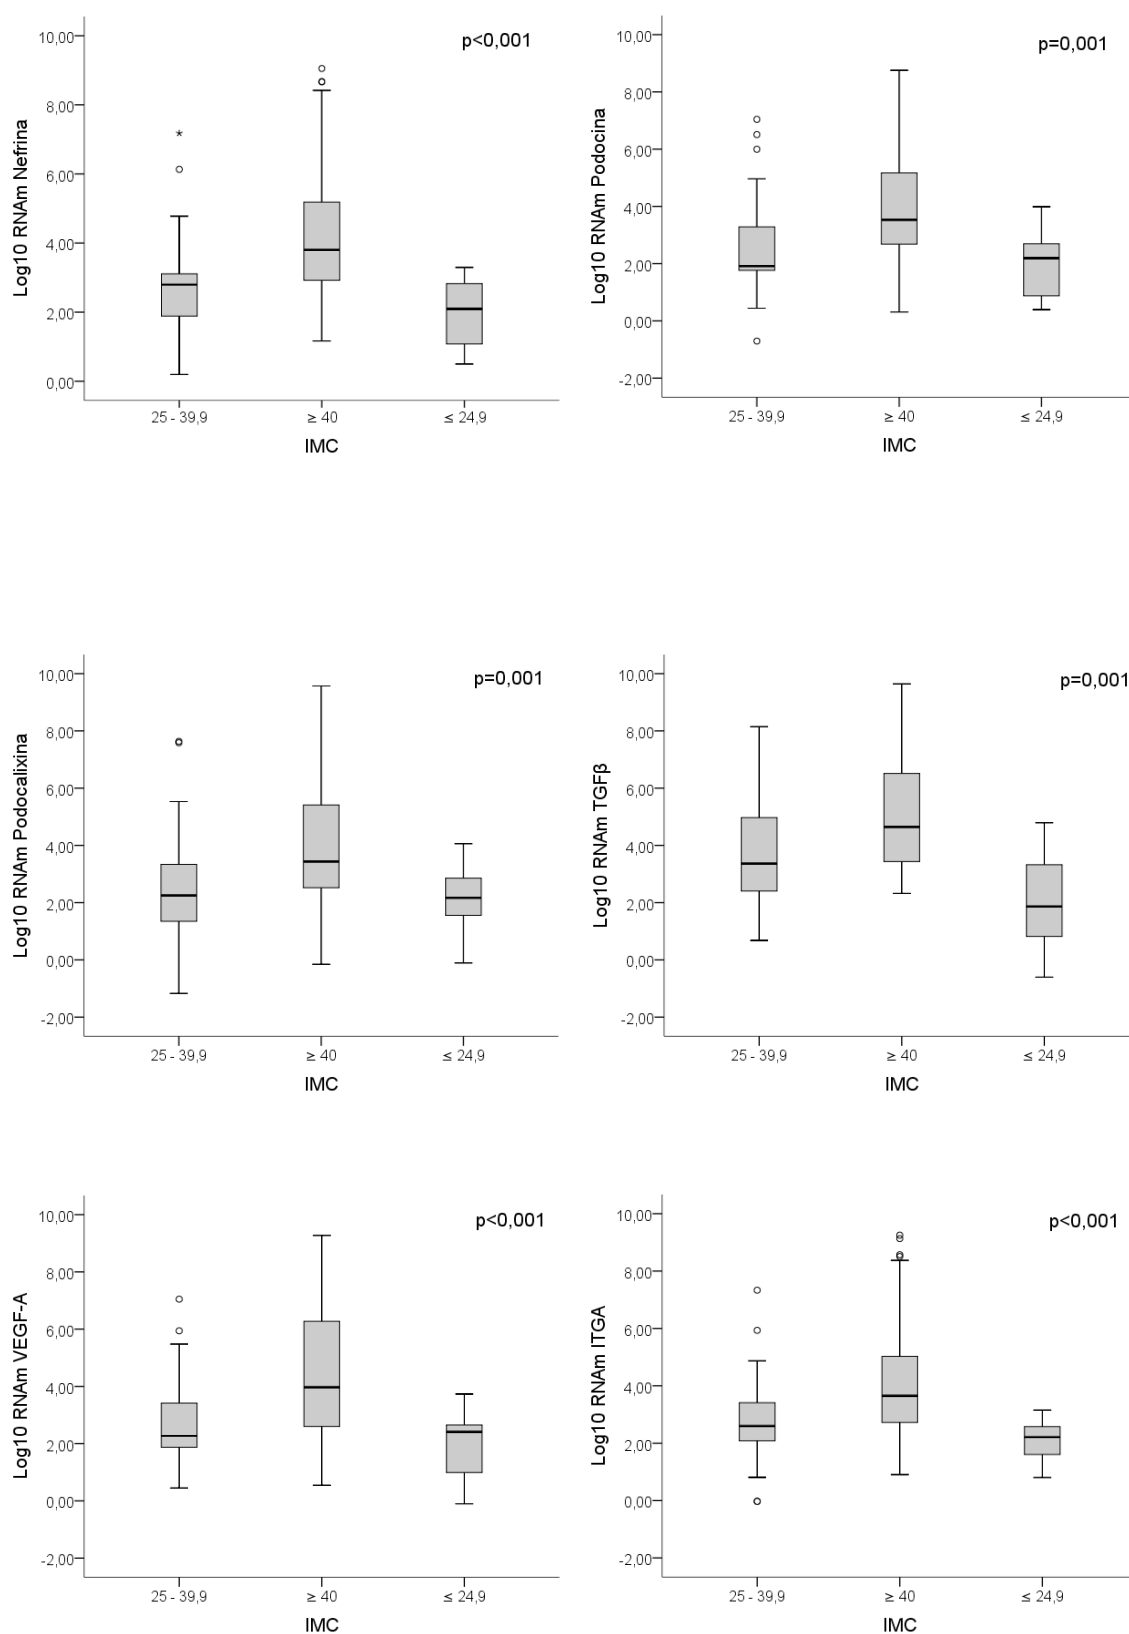 10,00
8,00
6,00
4,00
2,00
0,00
Log10 RNAm Nefrina
p<0,001
25 - 39,9 ≥ 40 ≤ 24,9
IMC
10,00
8,00
6,00
4,00
2,00
0,00
-2,00
Log10 RNAm Podocina
p=0,001
25 - 39,9 ≥ 40 ≤ 24,9
IMC
10,00
8,00
6,00
4,00
2,00
0,00
-2,00
Log10 RNAm Podocalixina
p=0,001
25 - 39,9 ≥ 40 ≤ 24,9
IMC
10,00
8,00
6,00
4,00
2,00
0,00
-2,00
Log10 RNAm TGFβ
p=0,001
25 - 39,9 ≥ 40 ≤ 24,9
IMC
10,00
8,00
6,00
4,00
2,00
0,00
-2,00
Log10 RNAm VEGF-A
p<0,001
25 - 39,9 ≥ 40 ≤ 24,9
IMC
10,00
8,00
6,00
4,00
2,00
0,00
-2,00
Log10 RNAm ITGA
p<0,001
25 - 39,9 ≥ 40 ≤ 24,9
IMC